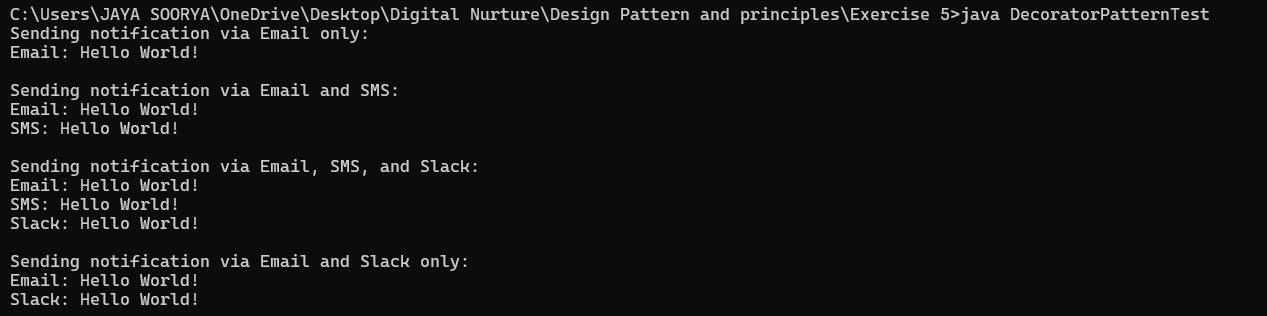 C:\Users\JAYA SOORYA\OneDrive\Desktop\Digital Nurture\Design Pattern and principles\Exercise 5>java DecoratorPatternTest
Sending notification via Email only:
Email: Hello World!

Sending notification via Email and SMS:
Email: Hello World!
SMS: Hello World!

Sending notification via Email, SMS, and Slack:
Email: Hello World!
SMS: Hello World!
Slack: Hello World!

Sending notification via Email and Slack only:
Email: Hello World!
Slack: Hello World!